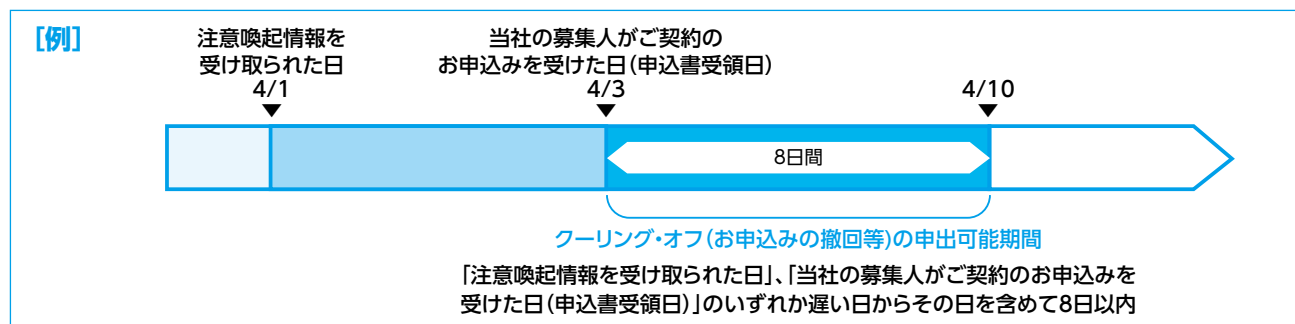 ［例］
注意喚起情報を
受け取られた日
4/1
当社の募集人がご契約の
お申込みを受けた日（申込書受領日）
4/3
4/10
8日間
クーリング・オフ（お申込みの撤回等)の申出可能期間
「注意喚起情報を受け取られた日」、「当社の募集人がご契約のお申込みを
受けた日（申込書受領日）」のいずれか遅い日からその日を含めて8日以内